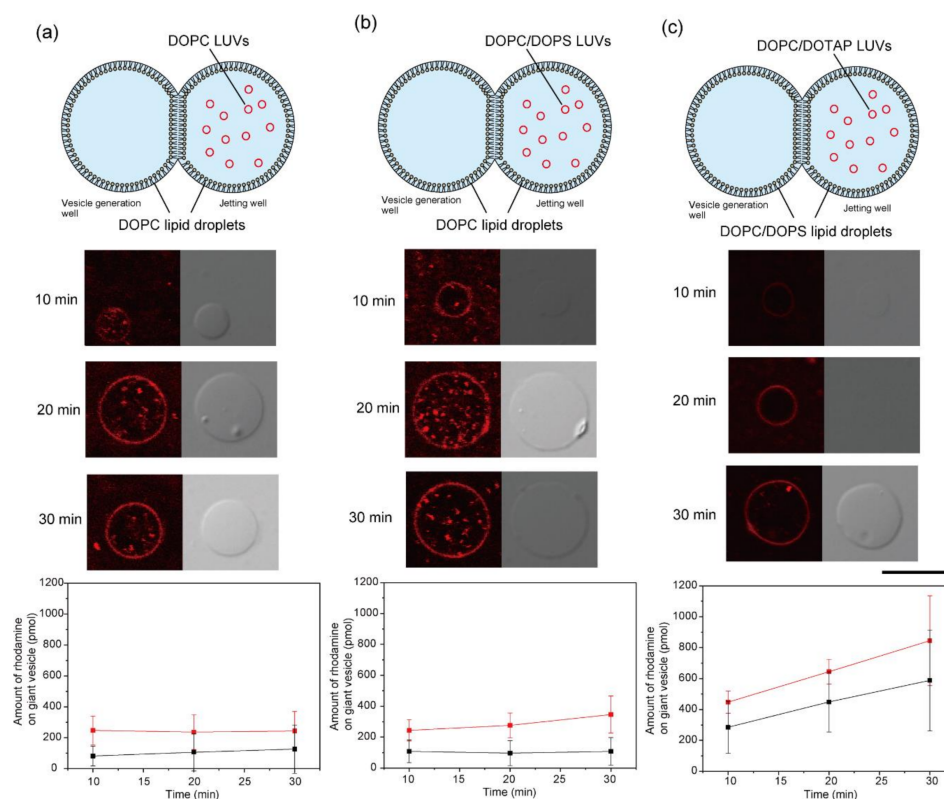 (a)
DOPC LUVs
Vesicle generation
well
Jetting well
DOPC lipid droplets
10 min
20 min
30 min
1200
1000
800
600
400
200
0
10
15
20
25
30
Time (min)
Amount of rhodamine
on giant vesicle (pmol)
(b)
DOPC/DOPS LUVs
Vesicle generation
well
Jetting well
DOPC lipid droplets
10 min
20 min
30 min
1200
1000
800
600
400
200
0
10
15
20
25
30
Time (min)
Amount of rhodamine
on giant vesicle (pmol)
(c)
DOPC/DOTAP LUVs
Vesicle generation
well
Jetting well
DOPC/DOPS lipid droplets
10 min
20 min
30 min
1200
1000
800
600
400
200
0
10
15
20
25
30
Time (min)
Amount of rhodamine
on giant vesicle (pmol)